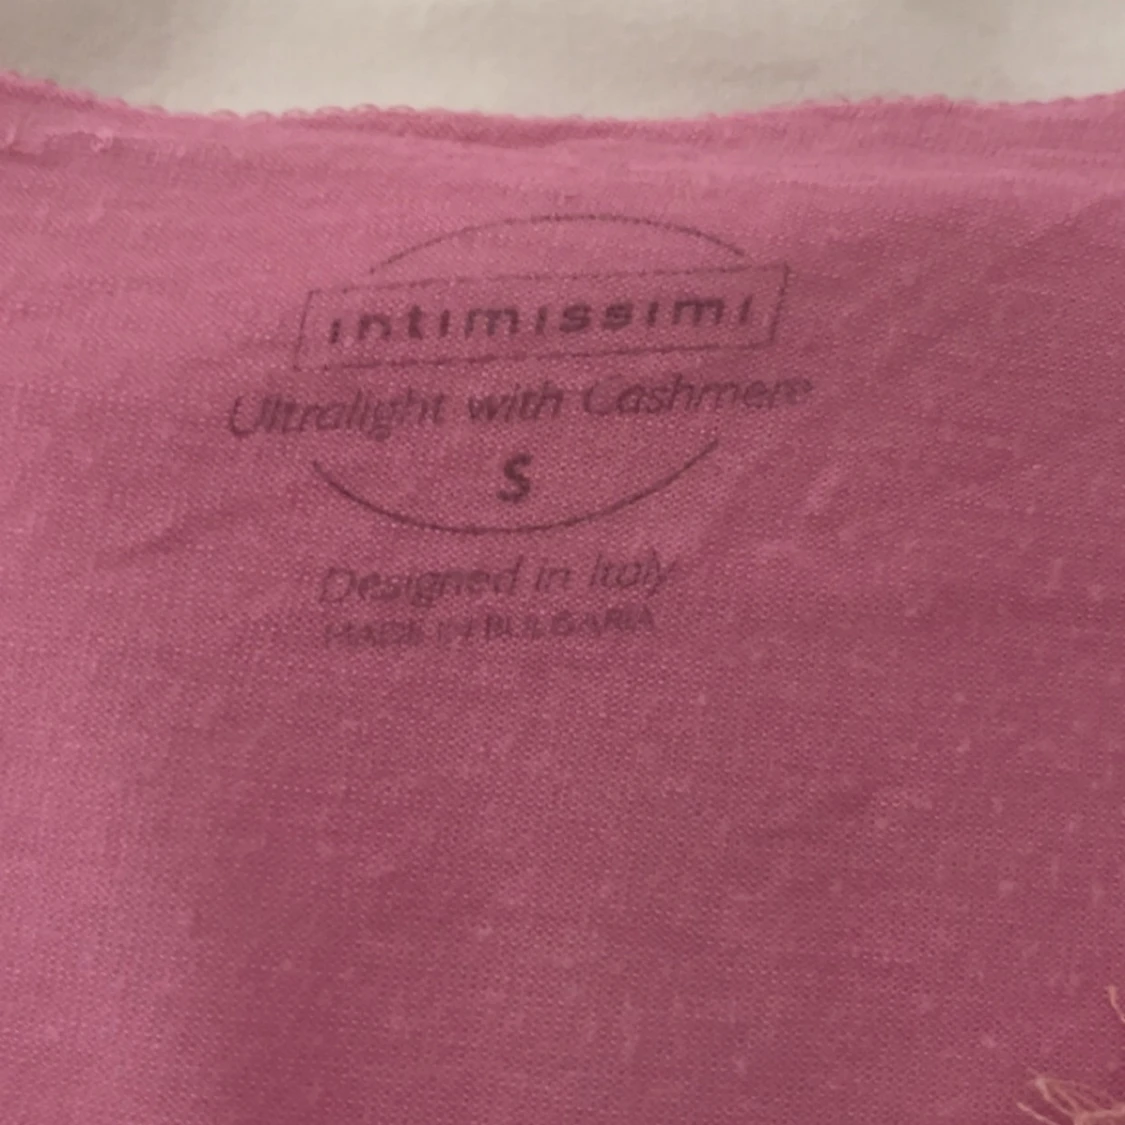 intimissimi
Ultralight with Cashmere
S
Designed in Italy
MADE IN BULGARIA